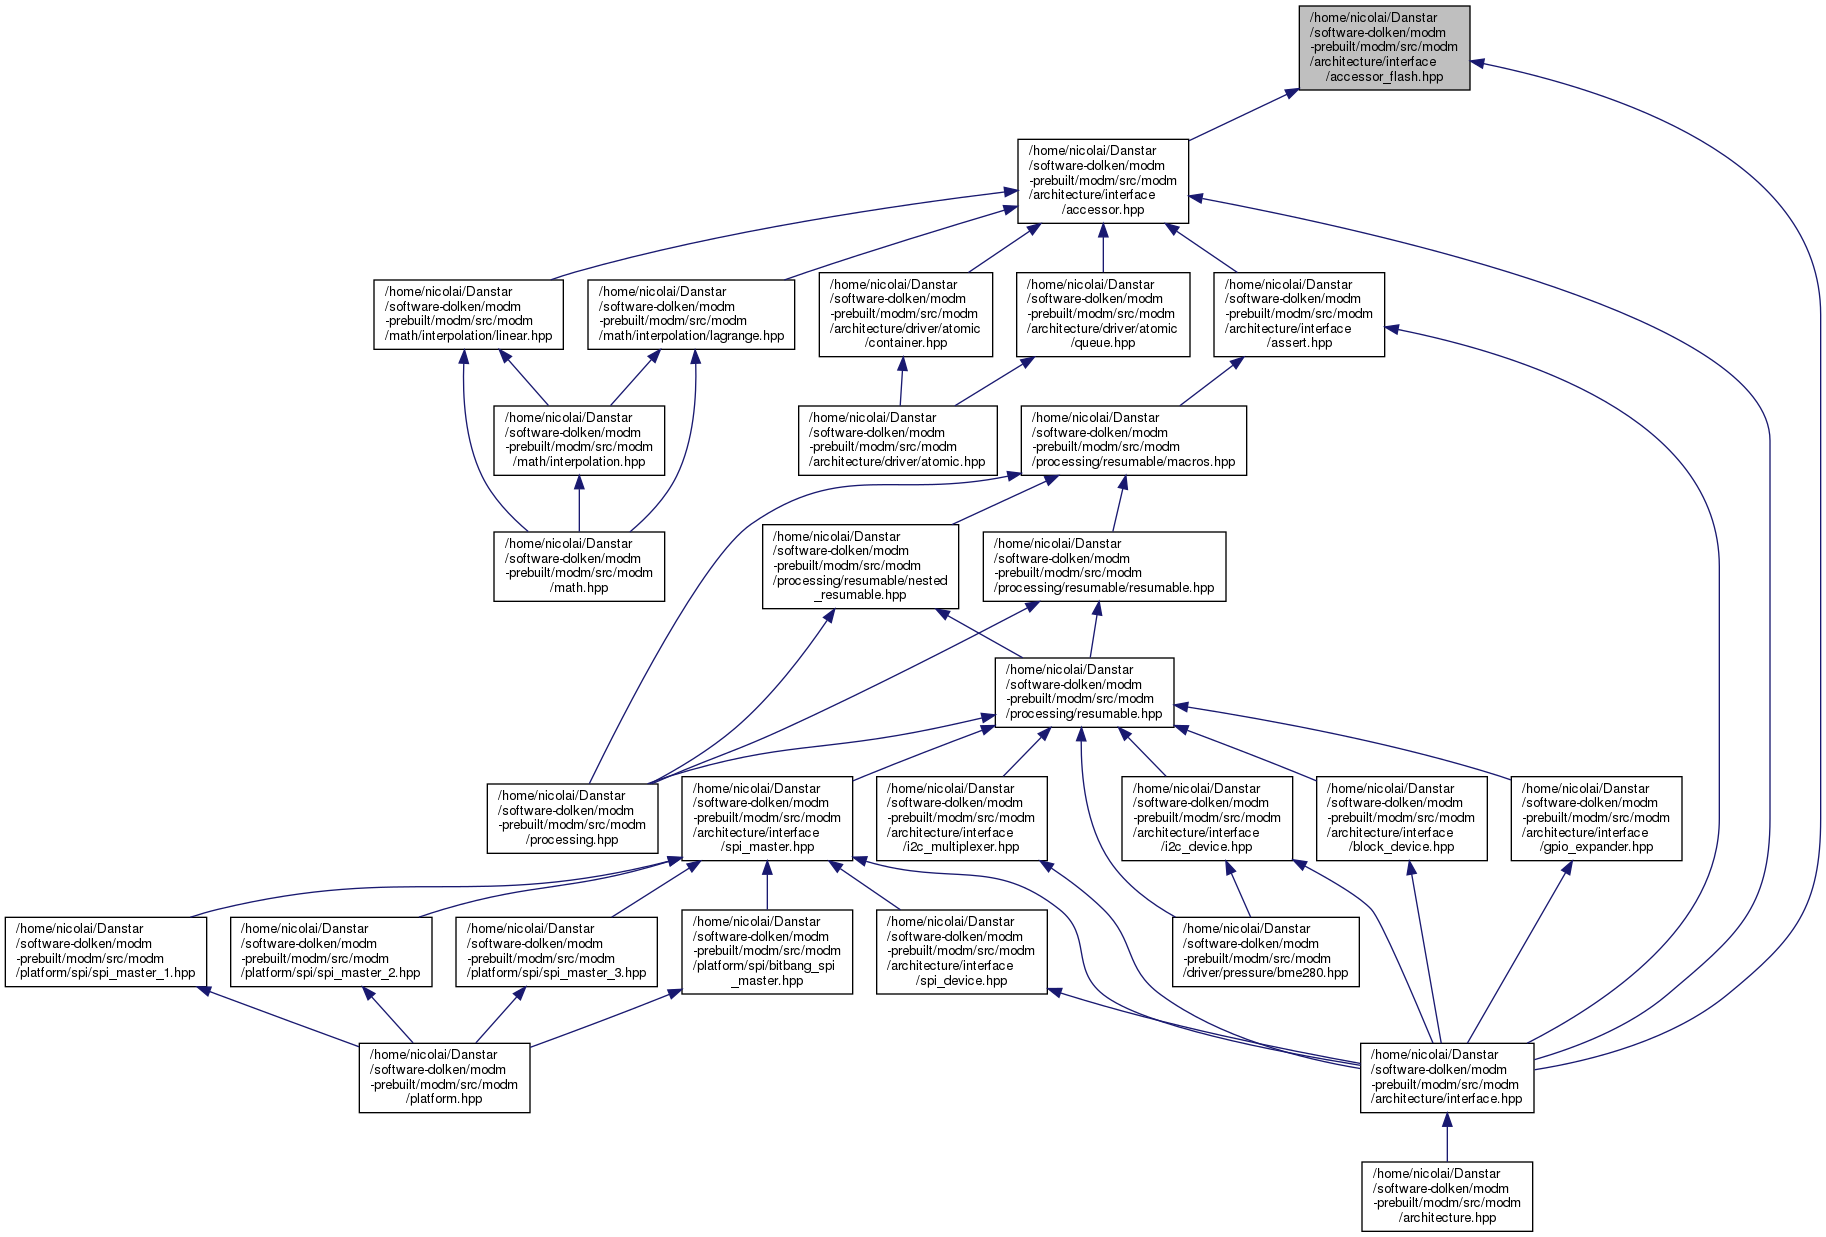 /home/nicolai/Danstar
/software-dolken/modm
-prebuilt/modm/src/modm
/architecture/interface
/accessor_flash.hpp
/home/nicolai/Danstar
/software-dolken/modm
-prebuilt/modm/src/modm
/architecture/interface
/accessor.hpp
/home/nicolai/Danstar
/software-dolken/modm
-prebuilt/modm/src/modm
/math/interpolation/linear.hpp
/home/nicolai/Danstar
/software-dolken/modm
-prebuilt/modm/src/modm
/math/interpolation/lagrange.hpp
/home/nicolai/Danstar
/software-dolken/modm
-prebuilt/modm/src/modm
/architecture/driver/atomic
/container.hpp
/home/nicolai/Danstar
/software-dolken/modm
-prebuilt/modm/src/modm
/architecture/driver/atomic
/queue.hpp
/home/nicolai/Danstar
/software-dolken/modm
-prebuilt/modm/src/modm
/architecture/interface
/assert.hpp
/home/nicolai/Danstar
/software-dolken/modm
-prebuilt/modm/src/modm
/math/interpolation.hpp
/home/nicolai/Danstar
/software-dolken/modm
-prebuilt/modm/src/modm
/architecture/driver/atomic.hpp
/home/nicolai/Danstar
/software-dolken/modm
-prebuilt/modm/src/modm
/processing/resumable/macros.hpp
/home/nicolai/Danstar
/software-dolken/modm
-prebuilt/modm/src/modm
/math.hpp
/home/nicolai/Danstar
/software-dolken/modm
-prebuilt/modm/src/modm
/processing/resumable/nested
_resumable.hpp
/home/nicolai/Danstar
/software-dolken/modm
-prebuilt/modm/src/modm
/processing/resumable/resumable.hpp
/home/nicolai/Danstar
/software-dolken/modm
-prebuilt/modm/src/modm
/processing/resumable.hpp
/home/nicolai/Danstar
/software-dolken/modm
-prebuilt/modm/src/modm
/processing.hpp
/home/nicolai/Danstar
/software-dolken/modm
-prebuilt/modm/src/modm
/architecture/interface
/spi_master.hpp
/home/nicolai/Danstar
/software-dolken/modm
-prebuilt/modm/src/modm
/architecture/interface
/i2c_multiplexer.hpp
/home/nicolai/Danstar
/software-dolken/modm
-prebuilt/modm/src/modm
/architecture/interface
/i2c_device.hpp
/home/nicolai/Danstar
/software-dolken/modm
-prebuilt/modm/src/modm
/architecture/interface
/block_device.hpp
/home/nicolai/Danstar
/software-dolken/modm
-prebuilt/modm/src/modm
/architecture/interface
/gpio_expander.hpp
/home/nicolai/Danstar
/software-dolken/modm
-prebuilt/modm/src/modm
/platform/spi/spi_master_1.hpp
/home/nicolai/Danstar
/software-dolken/modm
-prebuilt/modm/src/modm
/platform/spi/spi_master_2.hpp
/home/nicolai/Danstar
/software-dolken/modm
-prebuilt/modm/src/modm
/platform/spi/spi_master_3.hpp
/home/nicolai/Danstar
/software-dolken/modm
-prebuilt/modm/src/modm
/platform/spi/bitbang_spi
_master.hpp
/home/nicolai/Danstar
/software-dolken/modm
-prebuilt/modm/src/modm
/architecture/interface
/spi_device.hpp
/home/nicolai/Danstar
/software-dolken/modm
-prebuilt/modm/src/modm
/driver/pressure/bme280.hpp
/home/nicolai/Danstar
/software-dolken/modm
-prebuilt/modm/src/modm
/platform.hpp
/home/nicolai/Danstar
/software-dolken/modm
-prebuilt/modm/src/modm
/architecture/interface.hpp
/home/nicolai/Danstar
/software-dolken/modm
-prebuilt/modm/src/modm
/architecture.hpp